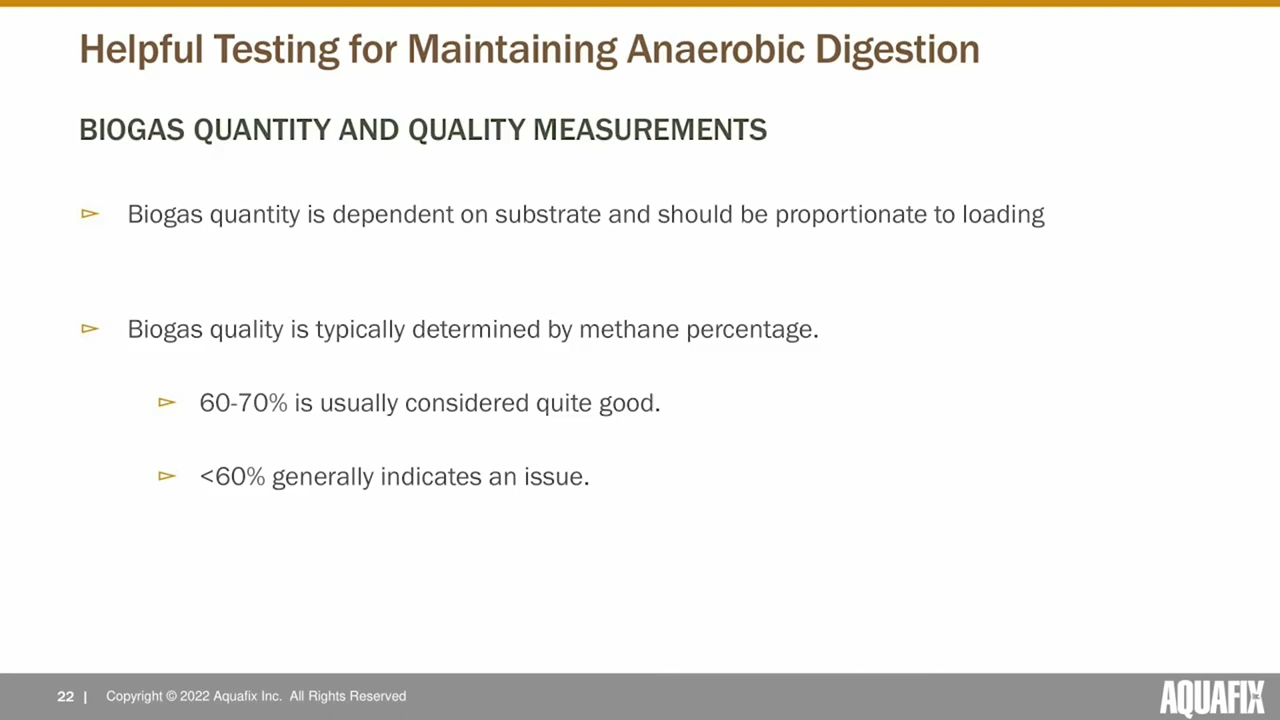 Helpful Testing for Maintaining Anaerobic Digestion
BIOGAS QUANTITY AND QUALITY MEASUREMENTS
Biogas quantity is dependent on substrate and should be proportionate to loading
Biogas quality is typically determined by methane percentage.
60-70% is usually considered quite good.
<60% generally indicates an issue.
22 | Copyright © 2022 Aquafix Inc. All Rights Reserved
AQUAFIX INC.